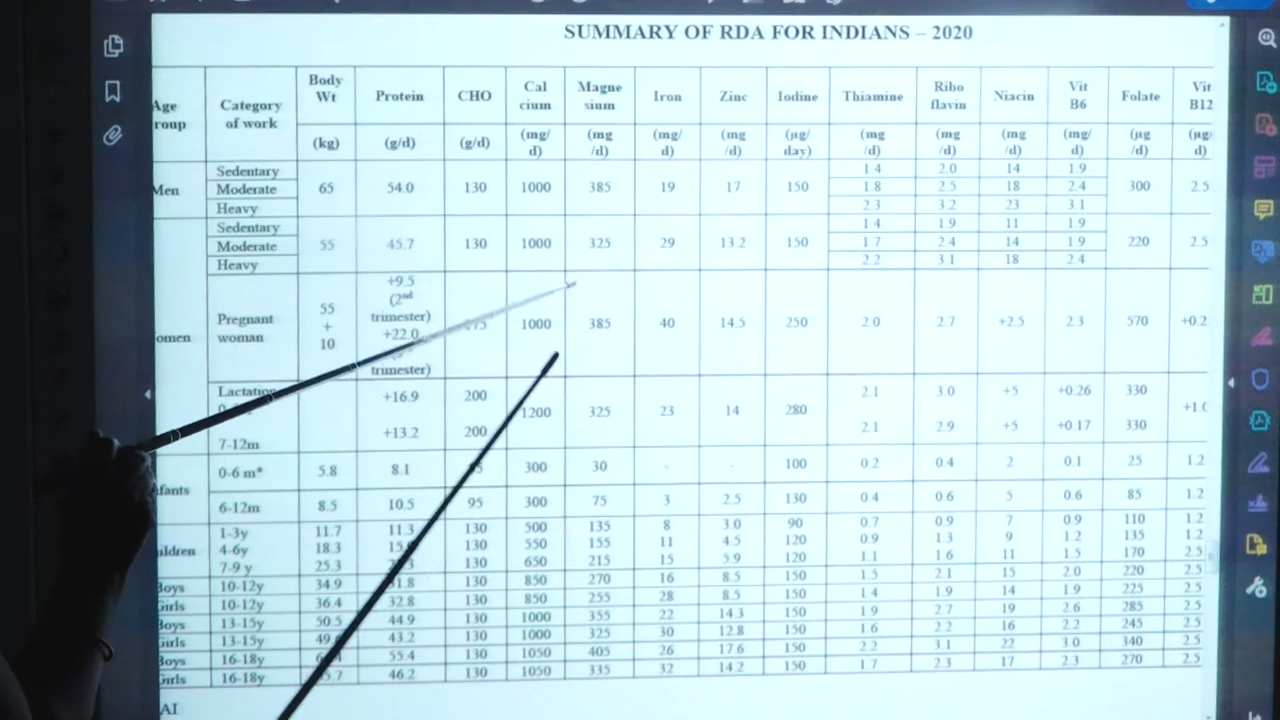 SUMMARY OF RDA FOR INDIANS – 2020
Age Group Category of work Body Wt Protein CHO Cal cium Magne sium Iron Zinc Iodine Thiamine Ribo flavin Niacin Vit B6 Folate Vit B12
(kg) (g/d) (g/d) (mg/ d) (mg /d) (mg/ d) (mg /d) (µg/ day) (mg /d) (mg /d) (mg /d) (mg/ d) (µg /d) (µg/ d)
Men Sedentary 65 54.0 130 1000 385 19 17 150 1.4 2.0 14 1.9 300 2.5
Moderate 1.8 2.5 18 2.4
Heavy 2.3 3.2 23 3.1
Sedentary 55 45.7 130 1000 325 29 13.2 150 1.4 1.9 11 1.9 220 2.5
Moderate 1.7 2.4 14 1.9
Heavy 2.2 3.1 18 2.4
omen Pregnant woman 55 + 10 +9.5 (2nd trimester) +22.0 trimester) 1000 385 40 14.5 250 2.0 2.7 +2.5 2.3 570 +0.2
Lactation +16.9 200 1200 325 23 14 280 2.1 3.0 +5 +0.26 330 +1.0
7-12m +13.2 200 2.1 2.9 +5 +0.17 330
nfants 0-6 m* 5.8 8.1 300 30 - - 100 0.2 0.4 2 0.1 25 1.2
6-12m 8.5 10.5 95 300 75 3 2.5 130 0.4 0.6 5 0.6 85 1.2
ildren 1-3y 11.7 11.3 130 500 135 8 3.0 90 0.7 0.9 7 0.9 110 1.2
4-6y 18.3 130 550 155 11 4.5 120 0.9 1.3 9 1.2 135 1.2
7-9 y 25.3 130 650 215 15 5.9 120 1.1 1.6 11 1.5 170 2.5
Boys 10-12y 34.9 31.8 130 850 270 16 8.5 150 1.5 2.1 15 2.0 220 2.5
Girls 10-12y 36.4 32.8 130 850 255 28 8.5 150 1.4 1.9 14 1.9 225 2.5
Boys 13-15y 50.5 44.9 130 1000 355 22 14.3 150 1.9 2.7 19 2.6 285 2.5
Girls 13-15y 43.2 130 1000 325 30 12.8 150 1.6 2.2 16 2.2 245 2.5
Boys 16-18y 55.4 130 1050 405 26 17.6 150 2.2 3.1 22 3.0 340 2.5
Girls 16-18y 46.2 130 1050 335 32 14.2 150 1.7 2.3 17 2.3 270 2.5
AI